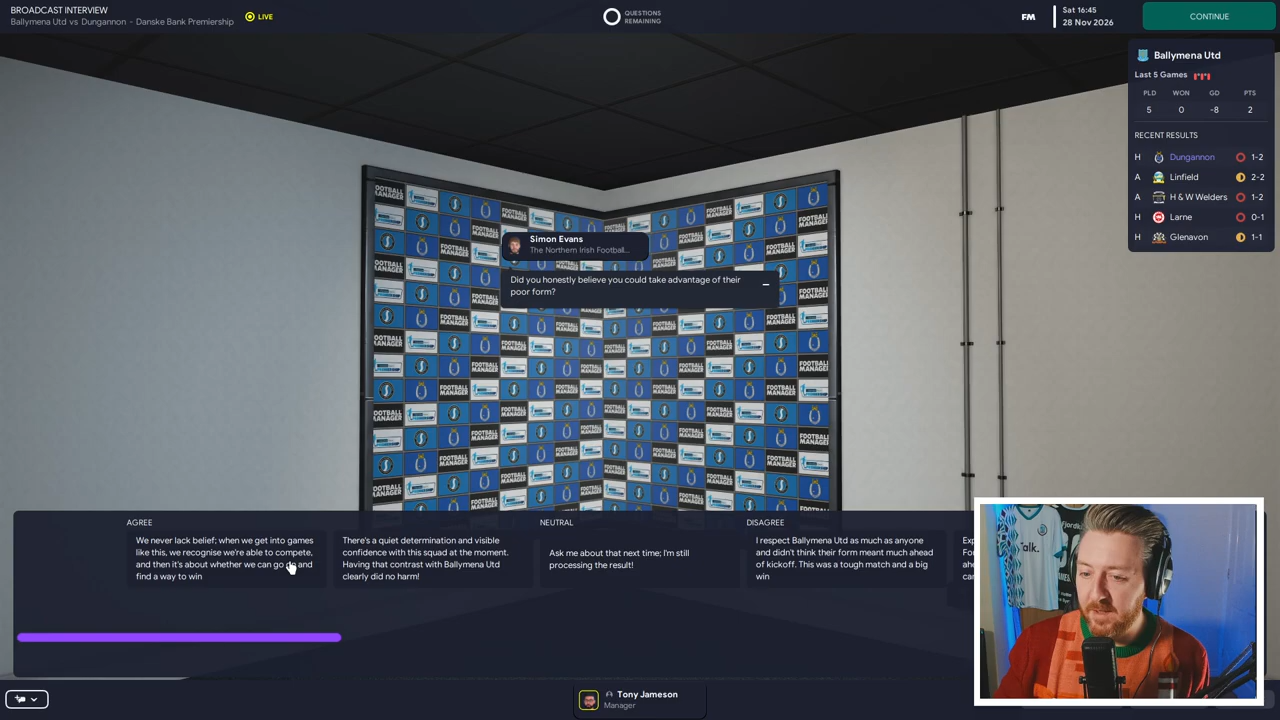 BROADCAST INTERVIEW
Ballymena Utd vs Dungannon - Danske Bank Premiership
LIVE
QUESTIONS
REMAINING
FM
Sat 16:45
28 Nov 2026
CONTINUE
Ballymena Utd
Last 5 Games
PLD WON GD PTS
5 0 -8 2
RECENT RESULTS
H Dungannon 1-2
A Linfield 2-2
A H & W Welders 1-2
H Larne 0-1
H Glenavon 1-1
Simon Evans
The Northern Irish Football...
Did you honestly believe you could take advantage of their
poor form?
FOOTBALL
MANAGER
AGREE
We never lack belief; when we get into games
like this, we recognise we're able to compete,
and then it's about whether we can go and
find a way to win
There's a quiet determination and visible
confidence with this squad at the moment.
Having that contrast with Ballymena Utd
clearly did no harm!
NEUTRAL
Ask me about that next time; I'm still
processing the result!
DISAGREE
I respect Ballymena Utd as much as anyone
and didn't think their form meant much ahead
of kickoff. This was a tough match and a big
win
Talk.
Tony Jameson
Manager